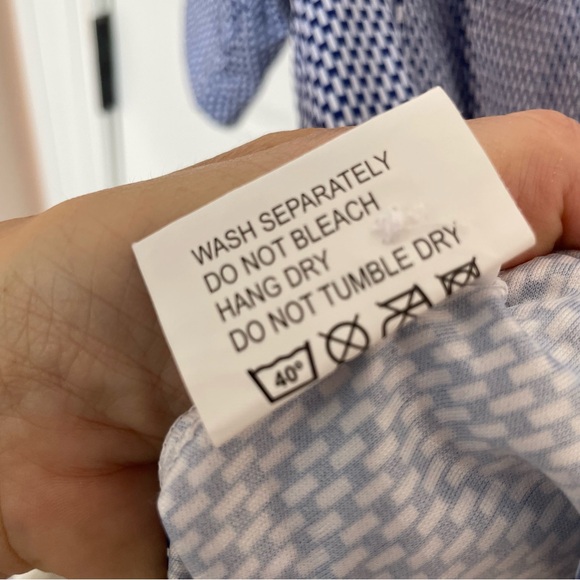 WASH SEPARATELY
DO NOT BLEACH
HANG DRY
DO NOT TUMBLE DRY
40°